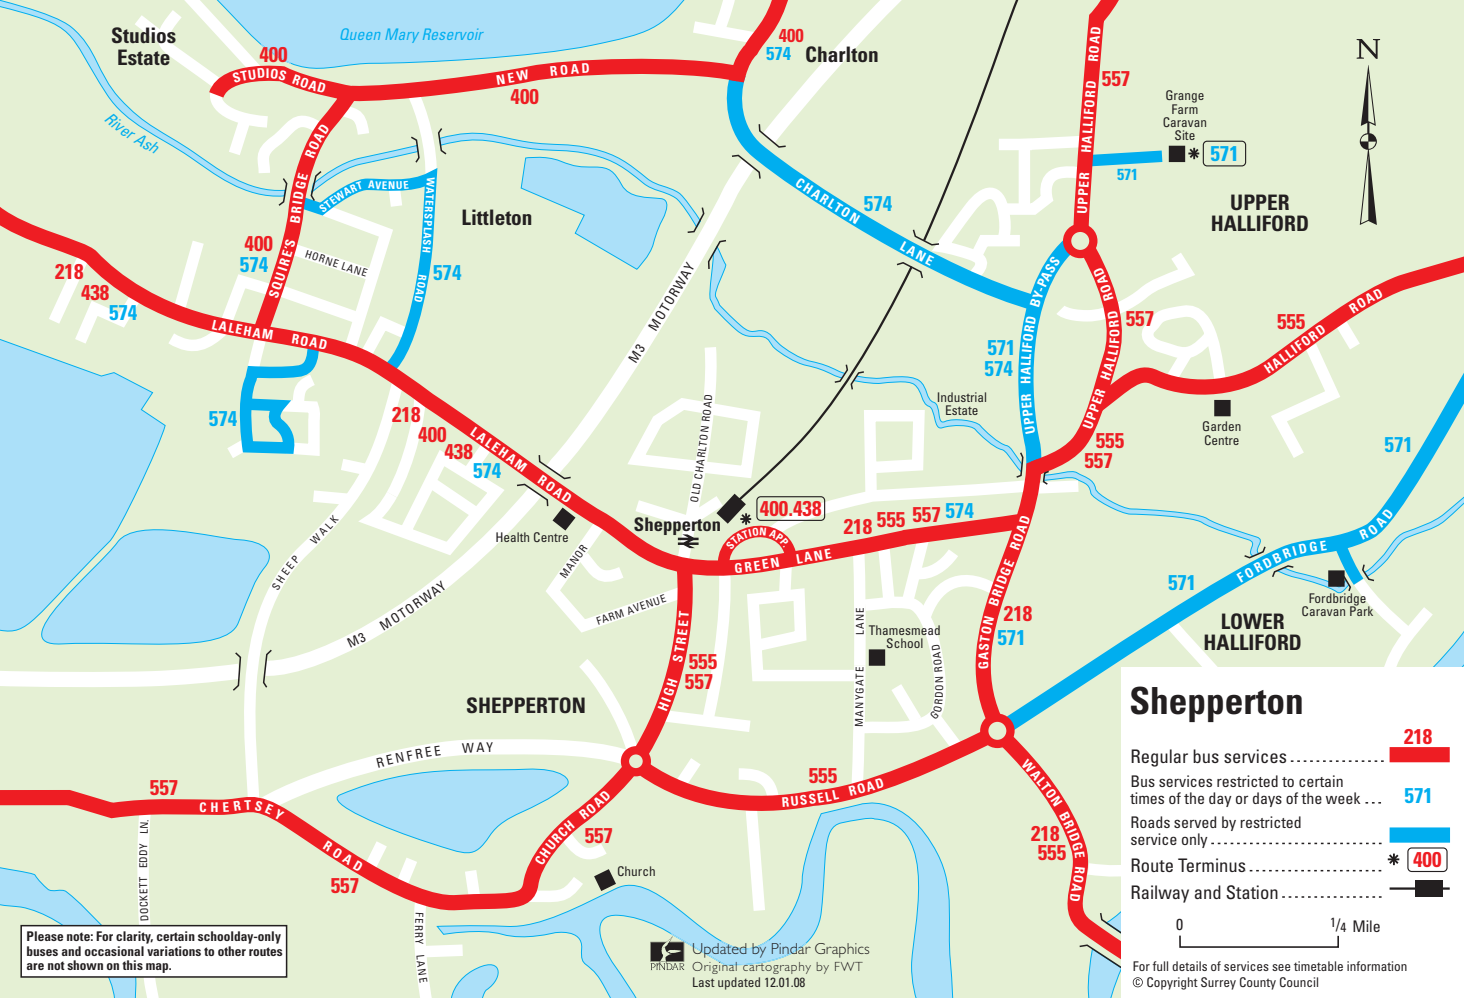 Studios
Estate
Queen Mary Reservoir
400
574
Charlton
400
STUDIOS ROAD
NEW ROAD
400
River Ash
UPPER HALLIFORD ROAD
557
N
Grange
Farm
Caravan
Site
* 571
571
UPPER
HALLIFORD
SQUIRE'S BRIDGE ROAD
STEWART AVENUE
WATERSPLASH ROAD
Littleton
574
CHARLTON LANE
400
574
HORNE LANE
574
218
438
574
LALEHAM ROAD
M3 MOTORWAY
UPPER HALLIFORD BY-PASS
UPPER HALLIFORD ROAD
557
555
HALLIFORD ROAD
571
574
574
218
400
438
574
LALEHAM ROAD
OLD CHARLTON ROAD
Industrial
Estate
UPPER HALLIFORD ROAD
Garden
Centre
555
557
571
Health Centre
Shepperton
* 400.438
STATION APP
GREEN LANE
218 555 557 574
SHEEP WALK
MANOR
FARM AVENUE
M3 MOTORWAY
FORDBRIDGE ROAD
571
Fordbridge
Caravan Park
LOWER
HALLIFORD
GASTON BRIDGE ROAD
218
571
HIGH STREET
555
557
MANYGATE LANE
Thamesmead
School
GORDON ROAD
SHEPPERTON
RENFREE WAY
557
CHERTSEY ROAD
557
CHURCH ROAD
557
555
RUSSELL ROAD
WALTON BRIDGE ROAD
218
555
Church
DOCKETT EDDY LN.
FERRY LANE
Shepperton
Regular bus services 218
Bus services restricted to certain
times of the day or days of the week 571
Roads served by restricted
service only
Route Terminus * 400
Railway and Station
0 1/4 Mile
For full details of services see timetable information
© Copyright Surrey County Council
Please note: For clarity, certain schoolday-only
buses and occasional variations to other routes
are not shown on this map.
PINDAR
Updated by Pindar Graphics
Original cartography by FWT
Last updated 12.01.08